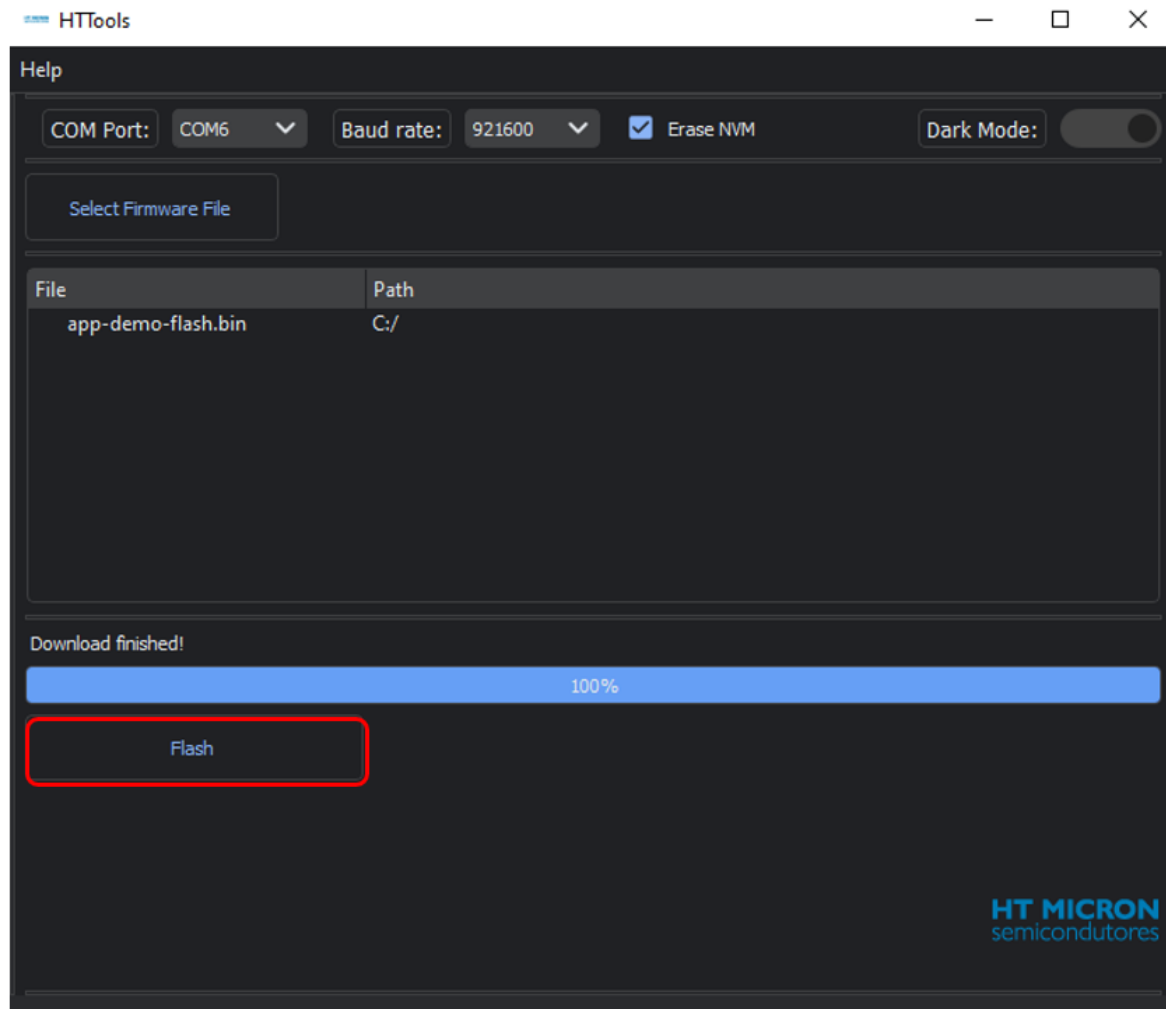 HTTools
Help
COM Port: COM6 Baud rate: 921600 Erase NVM Dark Mode:
Select Firmware File
File Path
app-demo-flash.bin C:/
Download finished!
100%
Flash
HT MICRON
semicondutores